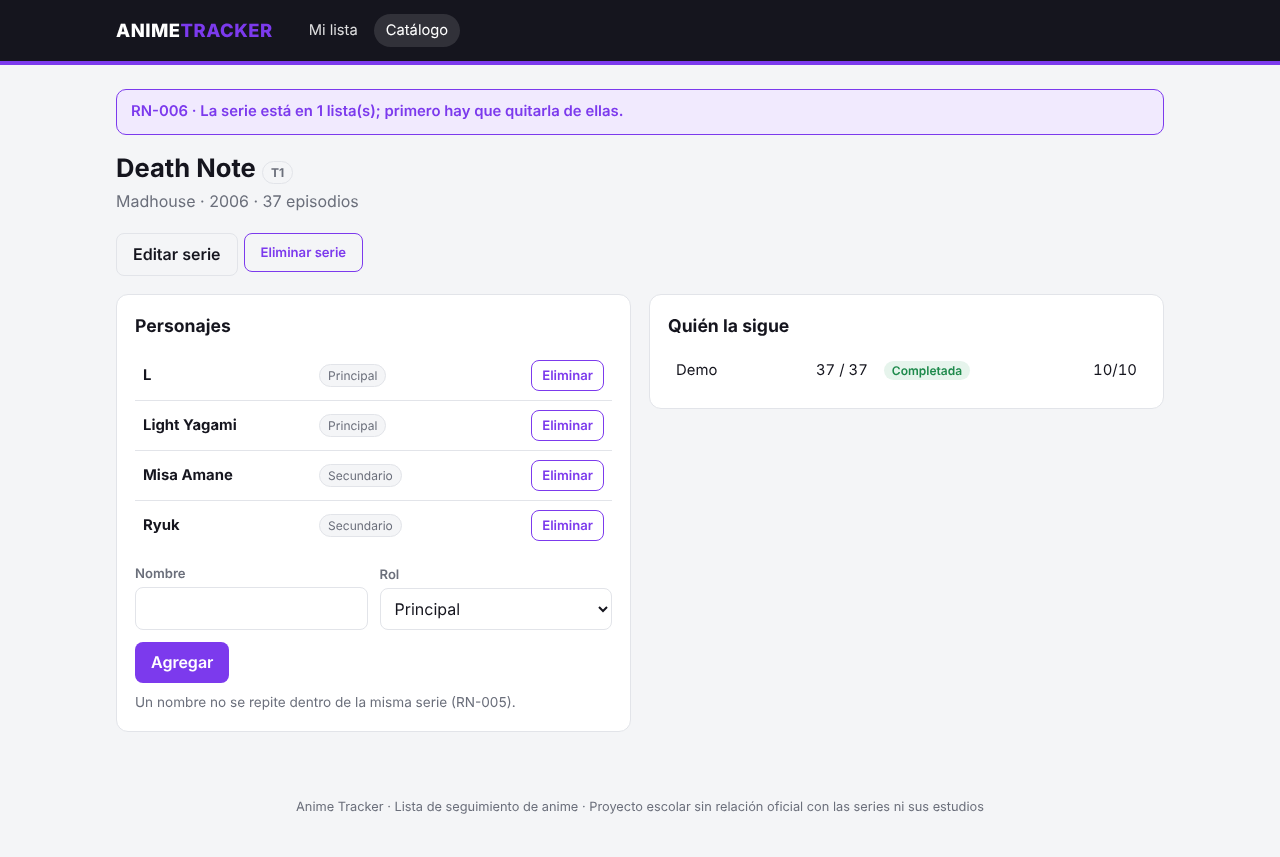 ANIMETRACKER Mi lista Catálogo
RN-006 · La serie está en 1 lista(s); primero hay que quitarla de ellas.
Death Note T1
Madhouse · 2006 · 37 episodios
Editar serie Eliminar serie
Personajes
L Principal Eliminar
Light Yagami Principal Eliminar
Misa Amane Secundario Eliminar
Ryuk Secundario Eliminar
Nombre Rol
Principal
Agregar
Un nombre no se repite dentro de la misma serie (RN-005).
Quién la sigue
Demo 37 / 37 Completada 10/10
Anime Tracker · Lista de seguimiento de anime · Proyecto escolar sin relación oficial con las series ni sus estudios